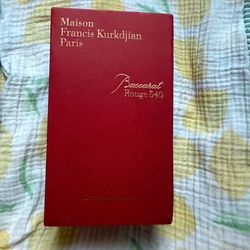 Maison
Francis Kurkdjian
Paris
Baccarat
Rouge 540